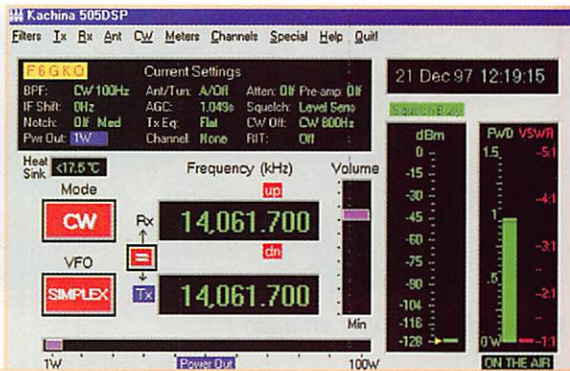 Kachina 505DSP
Filters Tx Rx Ant CW Meters Channels Special Help Quit!
F6GKQ Current Settings
BPF: CW 100Hz Ant/Tun: A/Off Atten: Off Pre-amp: Off
IF Shift: 0Hz AGC: 1.049s Squelch: Level Sens
Notch: Off Med Tx Eq: Flat CW Off: CW 800Hz
Pwr Out: 1W Channel: None RIT: Off
21 Dec 97 12:19:15
Squelch Busy
Heat Sink <17.5°C
Frequency (kHz)
Volume
Mode
CW
Rx
up
14,061.700
=
dn
VFO
SIMPLEX
Tx
14,061.700
Min
1W Power Out 100W
dBm
0
-15
-30
-45
-60
-75
-90
-104
-116
-128
FWD VSWR
1.5 -5:1
-4:1
1
-3:1
.5
-2:1
0W -1:1
ON THE AIR